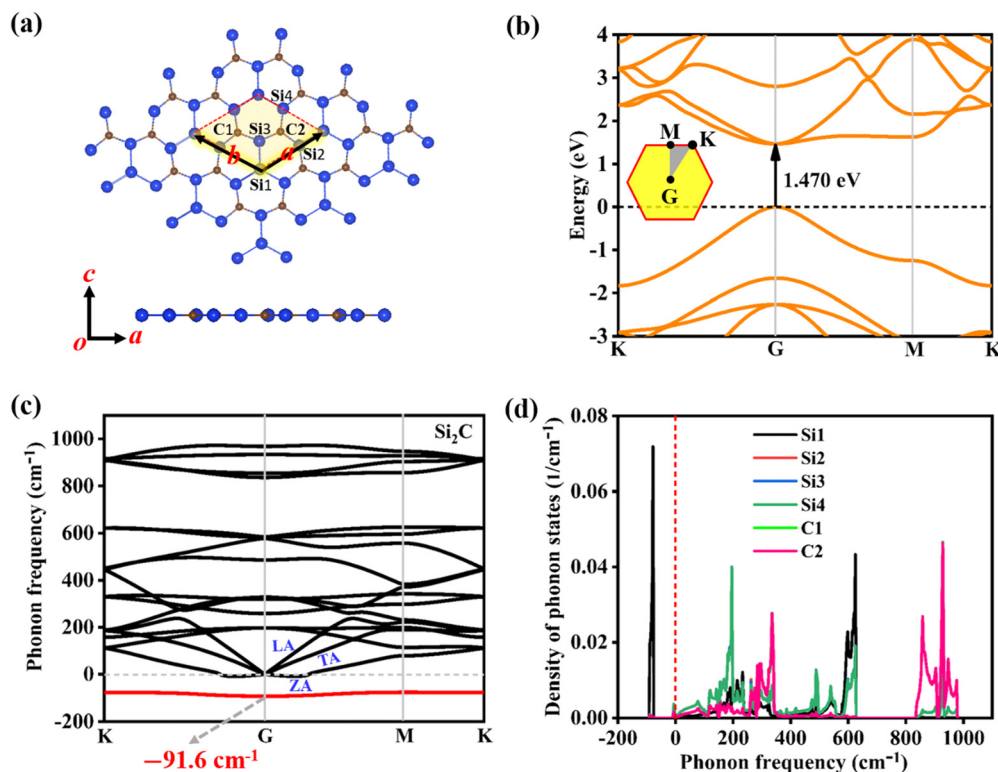 (a)
Si4
C1
Si3
C2
b
a
Si2
Si1
c
o
a
(b)
Energy (eV)
4
3
2
1
0
-1
-2
-3
M
K
G
1.470 eV
K
G
M
K
(c)
Phonon frequency (cm⁻¹)
1000
800
600
400
200
0
-200
Si₂C
LA
TA
ZA
K
G
M
K
−91.6 cm⁻¹
(d)
Density of phonon states (1/cm⁻¹)
0.08
0.06
0.04
0.02
0.00
Si1
Si2
Si3
Si4
C1
C2
-200
0
200
400
600
800
1000
Phonon frequency (cm⁻¹)